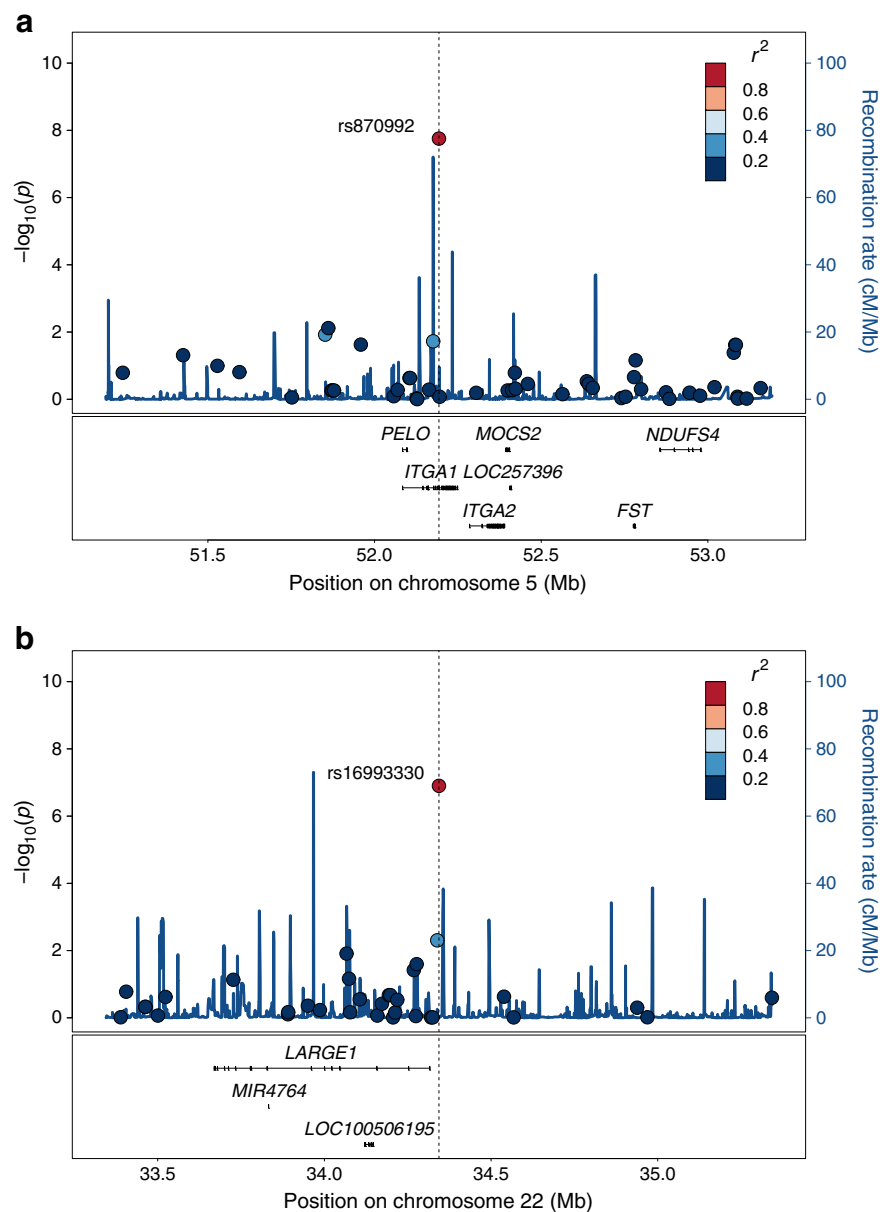 a
10
8
6
4
2
0
–log10(p)
rs870992
r2
0.8
0.6
0.4
0.2
100
80
60
40
20
0
Recombination rate (cM/Mb)
PELO
MOCS2
NDUFS4
ITGA1 LOC257396
ITGA2
FST
51.5
52.0
52.5
53.0
Position on chromosome 5 (Mb)
b
10
8
6
4
2
0
–log10(p)
rs16993330
r2
0.8
0.6
0.4
0.2
100
80
60
40
20
0
Recombination rate (cM/Mb)
LARGE1
MIR4764
LOC100506195
33.5
34.0
34.5
35.0
Position on chromosome 22 (Mb)